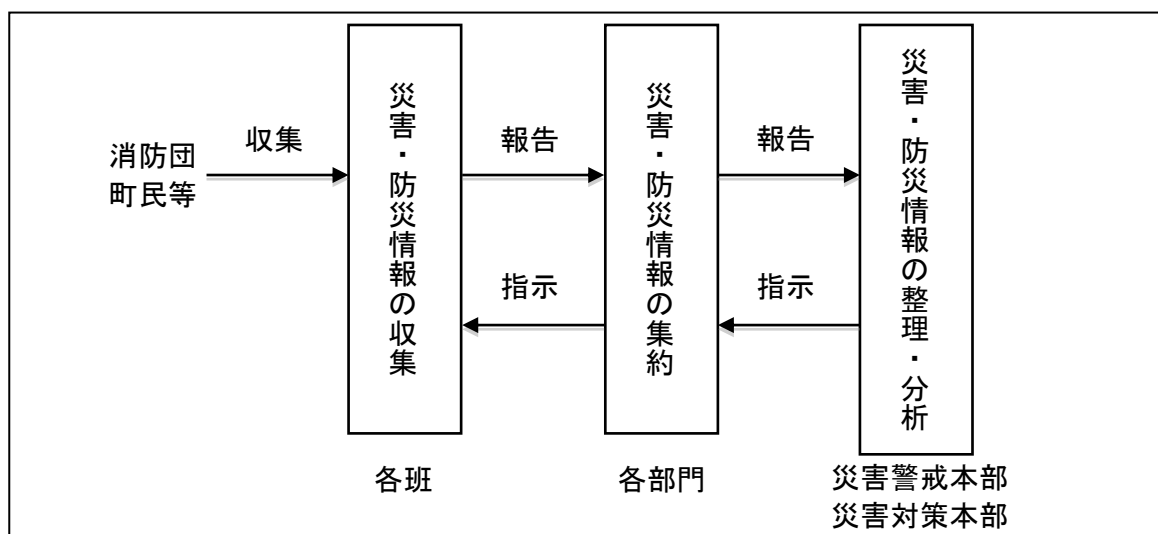 消防団
町民等
収集
災害・防災情報の収集
報告
指示
災害・防災情報の集約
報告
指示
災害・防災情報の整理・分析
各班
各部門
災害警戒本部
災害対策本部